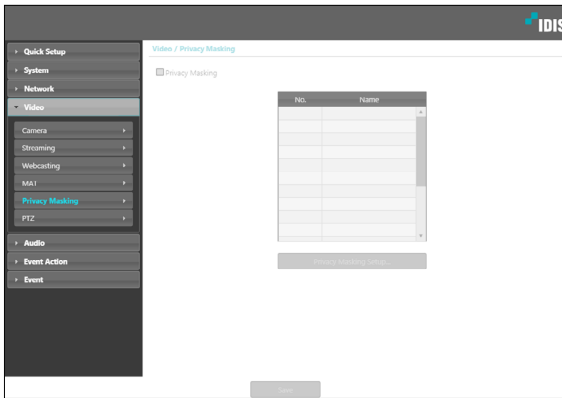 IDIS
Quick Setup
System
Network
Video
Camera
Streaming
Webcasting
MAT
Privacy Masking
PTZ
Audio
Event Action
Event
Video / Privacy Masking
Privacy Masking
No. Name
Privacy Masking Setup...
Save